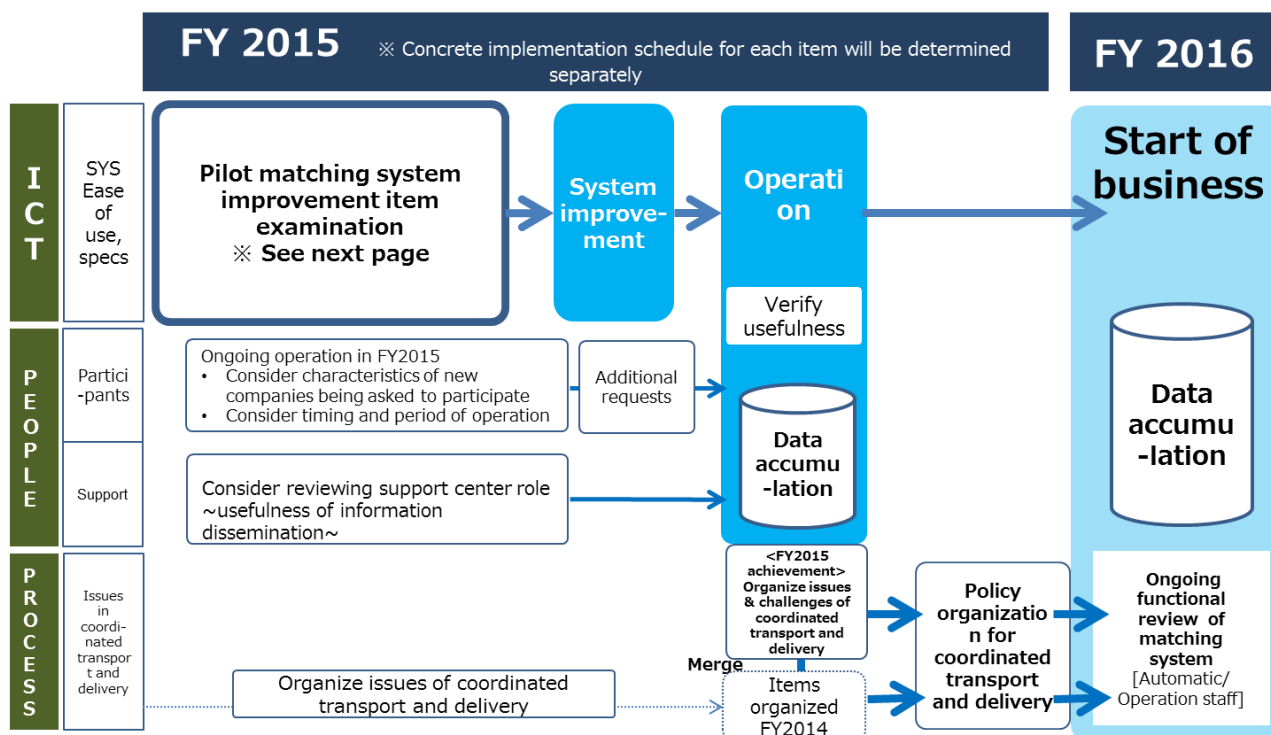 FY 2015 ※ Concrete implementation schedule for each item will be determined
separately
FY 2016
ICT
SYS
Ease
of
use,
specs
Pilot matching system
improvement item
examination
※ See next page
System
improve-
ment
Operati
on
Start of
business
Verify
usefulness
PEOPLE
Partici
-pants
Ongoing operation in FY2015
• Consider characteristics of new
companies being asked to participate
• Consider timing and period of operation
Additional
requests
Data
accumu
-lation
Data
accumu
-lation
Support
Consider reviewing support center role
~usefulness of information
dissemination~
PROCESS
Issues
in
coordi-
nated
transpor
t and
delivery
<FY2015
achievement>
Organize issues
& challenges of
coordinated
transport and
delivery
Merge
Organize issues of coordinated
transport and delivery
Items
organized
FY2014
Policy
organizatio
n for
coordinated
transport
and delivery
Ongoing
functional
review of
matching
system
[Automatic/
Operation staff]